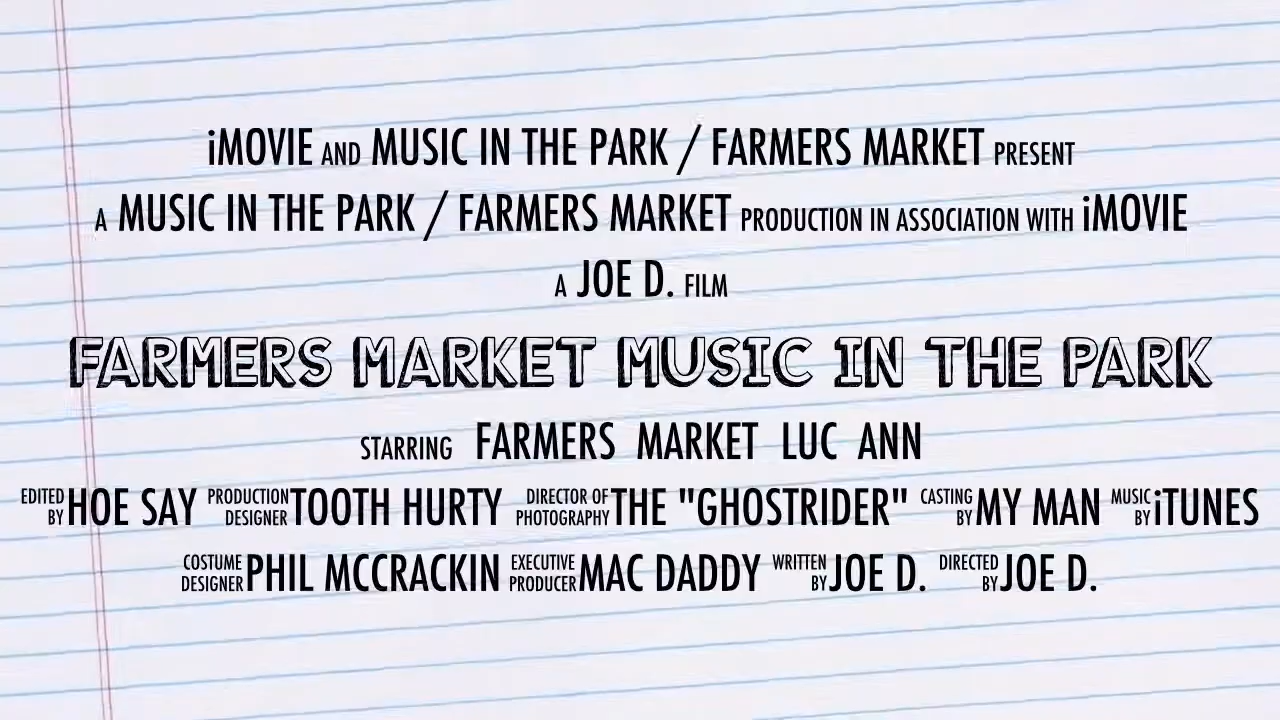 iMOVIE AND MUSIC IN THE PARK / FARMERS MARKET PRESENT
A MUSIC IN THE PARK / FARMERS MARKET PRODUCTION IN ASSOCIATION WITH iMOVIE
A JOE D. FILM
FARMERS MARKET MUSIC IN THE PARK
STARRING FARMERS MARKET LUC ANN
EDITED BY HOE SAY PRODUCTION DESIGNER TOOTH HURTY DIRECTOR OF PHOTOGRAPHY THE "GHOSTRIDER" CASTING BY MY MAN MUSIC BY iTUNES
COSTUME DESIGNER PHIL MCCRACKIN EXECUTIVE PRODUCER MAC DADDY WRITTEN BY JOE D. DIRECTED BY JOE D.